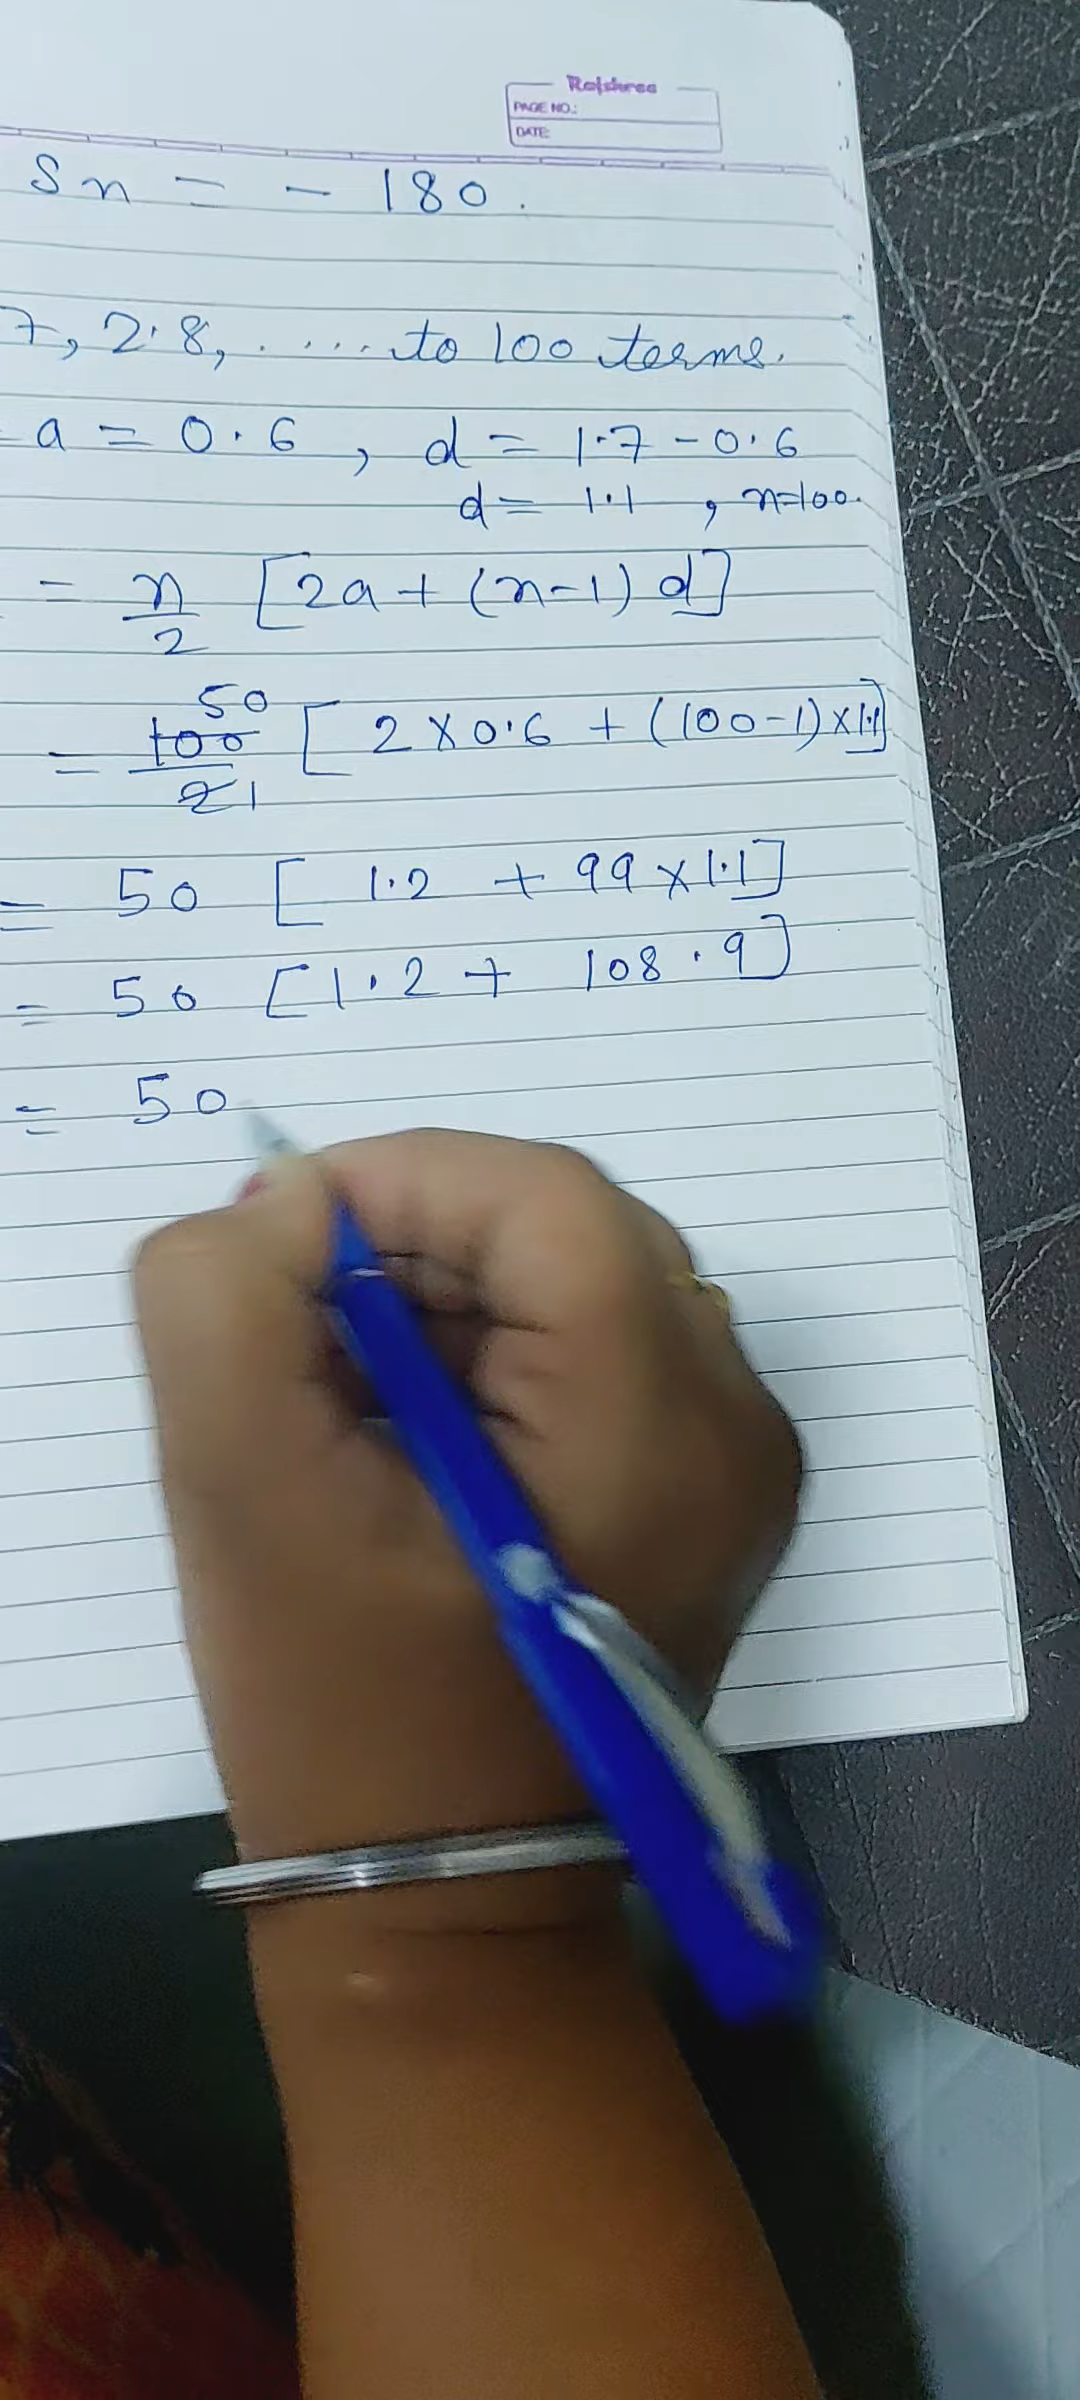 Rajshree
PAGE NO.:
DATE:
Sn = - 180.
7, 2.8, ..... to 100 terms.
a = 0.6 , d = 1.7 - 0.6
d = 1.1 , n=100.
= n/2 [2a + (n-1) d]
50
= 100/2 1 [ 2 X 0.6 + (100-1) x 1.1]
= 50 [ 1.2 + 99 x 1.1]
= 50 [1.2 + 108.9]
= 50